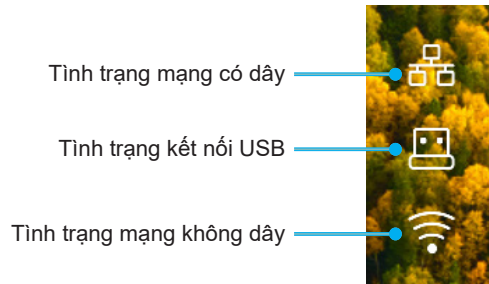 Tình trạng mạng có dây
Tình trạng kết nối USB
Tình trạng mạng không dây